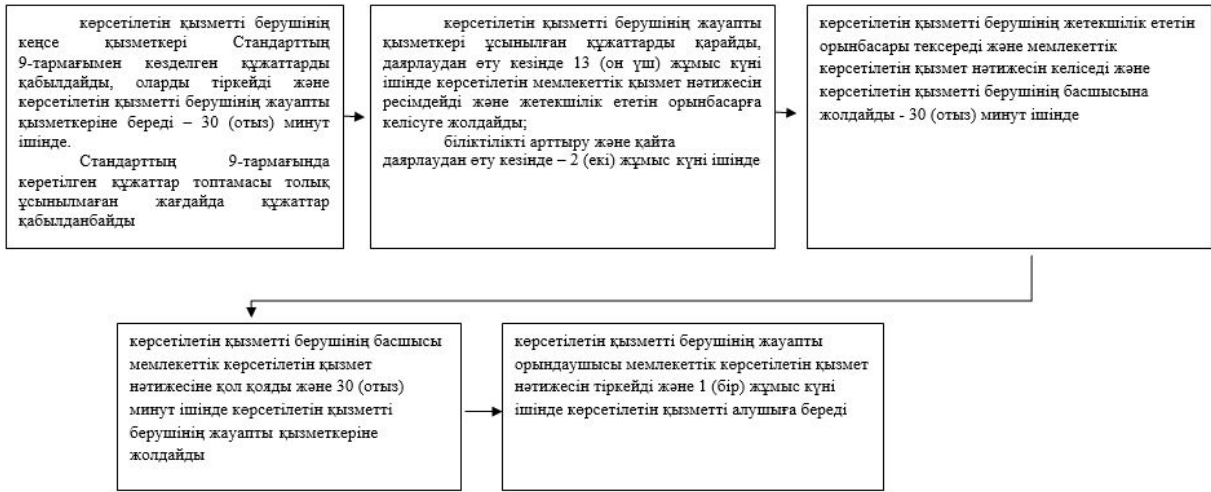 көрсетілетін қызметті берушінің
кеңсе қызметкері Стандарттың
9-тармағымен көзделген құжаттарды
қабылдайды, оларды тіркейді және
көрсетілетін қызметті берушінің жауапты
қызметкеріне береді – 30 (отыз) минут
ішінде.
Стандарттың 9-тармағында
көретілген құжаттар топтамасы толық
ұсынылмаған жағдайда құжаттар
қабылданбайды
көрсетілетін қызметті берушінің жауапты
қызметкері ұсынылған құжаттарды қарайды,
даярлаудан өту кезінде 13 (он үш) жұмыс күні
ішінде көрсетілетін мемлекеттік қызмет нәтижесін
ресімдейді және жетекшілік ететін орынбасарға
келісуге жолдайды;
біліктілікті арттыру және қайта
даярлаудан өту кезінде – 2 (екі) жұмыс күні ішінде
көрсетілетін қызметті берушінің жетекшілік ететін
орынбасары тексереді және мемлекеттік
көрсетілетін қызмет нәтижесін келіседі және
көрсетілетін қызметті берушінің басшысына
жолдайды - 30 (отыз) минут ішінде
көрсетілетін қызметті берушінің басшысы
мемлекеттік көрсетілетін қызмет
нәтижесіне қол қояды және 30 (отыз)
минут ішінде көрсетілетін қызметті
берушінің жауапты қызметкеріне
жолдайды
көрсетілетін қызметті берушінің жауапты
орындаушысы мемлекеттік көрсетілетін қызмет
нәтижесін тіркейді және 1 (бір) жұмыс күні
ішінде көрсетілетін қызметті алушыға береді